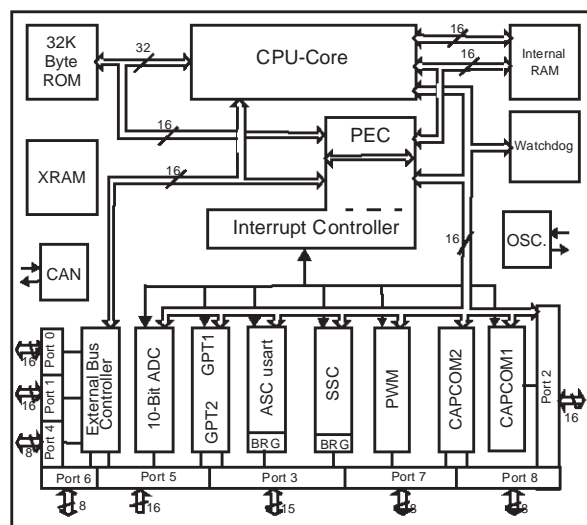 32K
Byte
ROM
32
CPU-Core
16
16
Internal
RAM
16
PEC
Watchdog
16
XRAM
Interrupt Controller
16
OSC.
CAN
Port 0
16
Port 1
16
Port 4
8
External Bus
Controller
10-Bit ADC
GPT1
GPT2
ASC usart
BRG
SSC
BRG
PWM
CAPCOM2
CAPCOM1
Port 2
16
Port 6
Port 5
Port 3
Port 7
Port 8
8
16
15